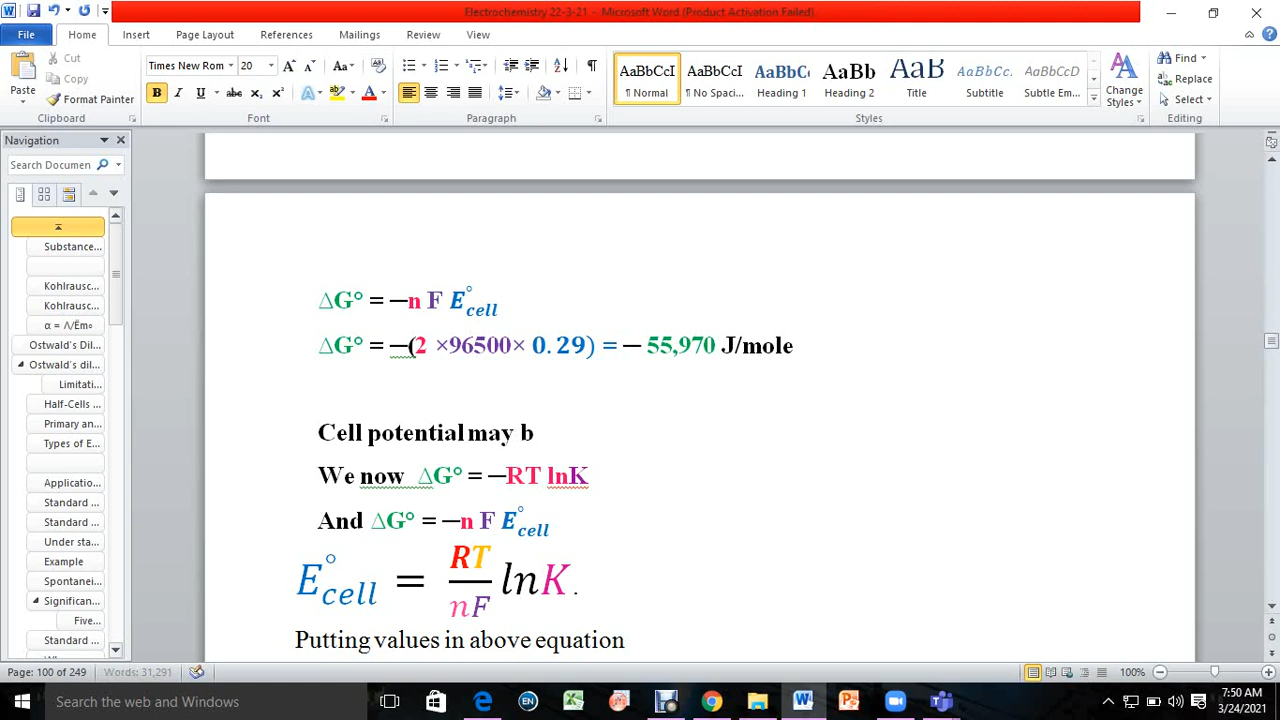 Electrochemistry 22-3-21 - Microsoft Word (Product Activation Failed)
File Home Insert Page Layout References Mailings Review View
Paste
Cut
Copy
Format Painter
Clipboard
Times New Rom 20
Font
Paragraph
AaBbCcI AaBbCcI AaBbCc AaBb AaB AaBbCc. AaBbCcD
¶ Normal ¶ No Spaci... Heading 1 Heading 2 Title Subtitle Subtle Em...
Change Styles
Styles
Find
Replace
Select
Editing
Navigation
Search Documen
Substance...
Kohlrausc...
Kohlrausc...
α = Λ/Ëm∘
Ostwald's Dil...
Ostwald's dil...
Limitati...
Half-Cells ...
Primary an...
Types of E...
Applicatio...
Standard ...
Standard ...
Under sta...
Example
Spontanei...
Significan...
Five...
Standard ...
∆G° = –n F E°cell
∆G° = –(2 ×96500× 0.29) = – 55,970 J/mole
Cell potential may b
We now ∆G° = –RT lnK
And ∆G° = –n F E°cell
E°cell = RT/nF lnK .
Putting values in above equation
Page: 100 of 249 Words: 31,291 100%
Search the web and Windows
EN
7:50 AM
3/24/2021